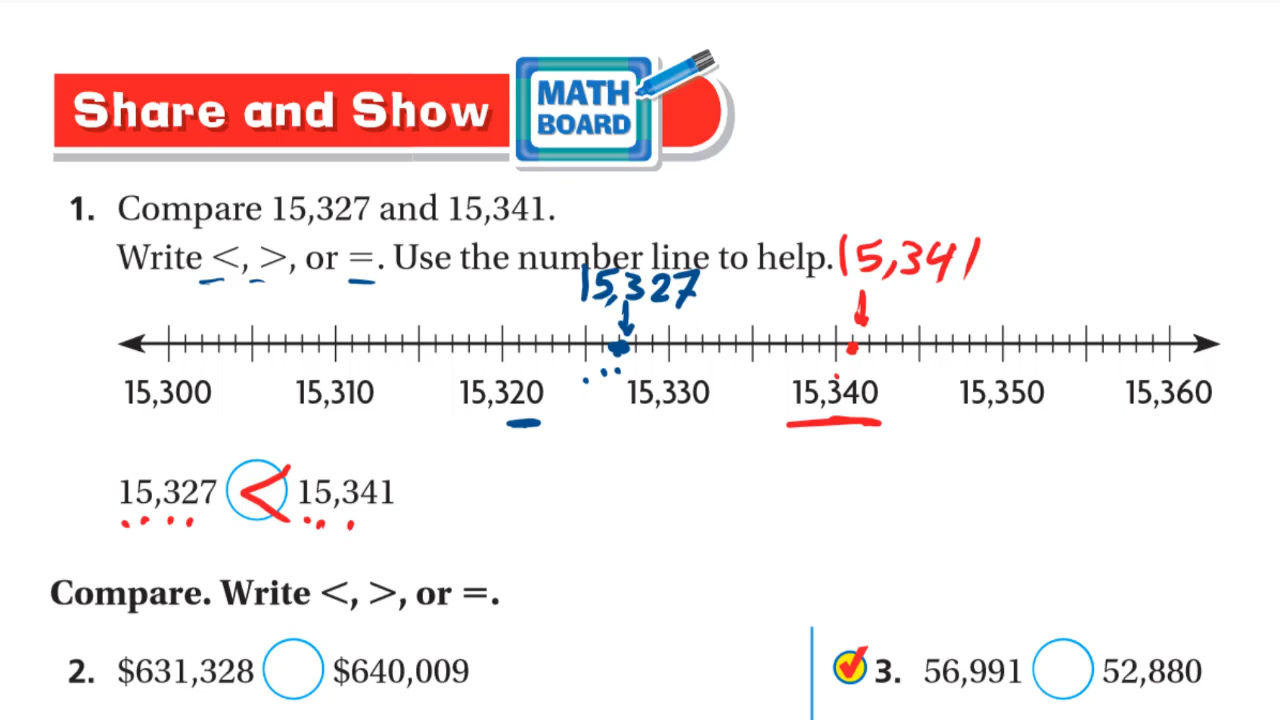 Share and Show
MATH
BOARD
1. Compare 15,327 and 15,341.
Write <, >, or =. Use the number line to help.
15,341
15,327
15,300 15,310 15,320 15,330 15,340 15,350 15,360
15,327 < 15,341
Compare. Write <, >, or =.
2. $631,328 $640,009
3. 56,991 52,880